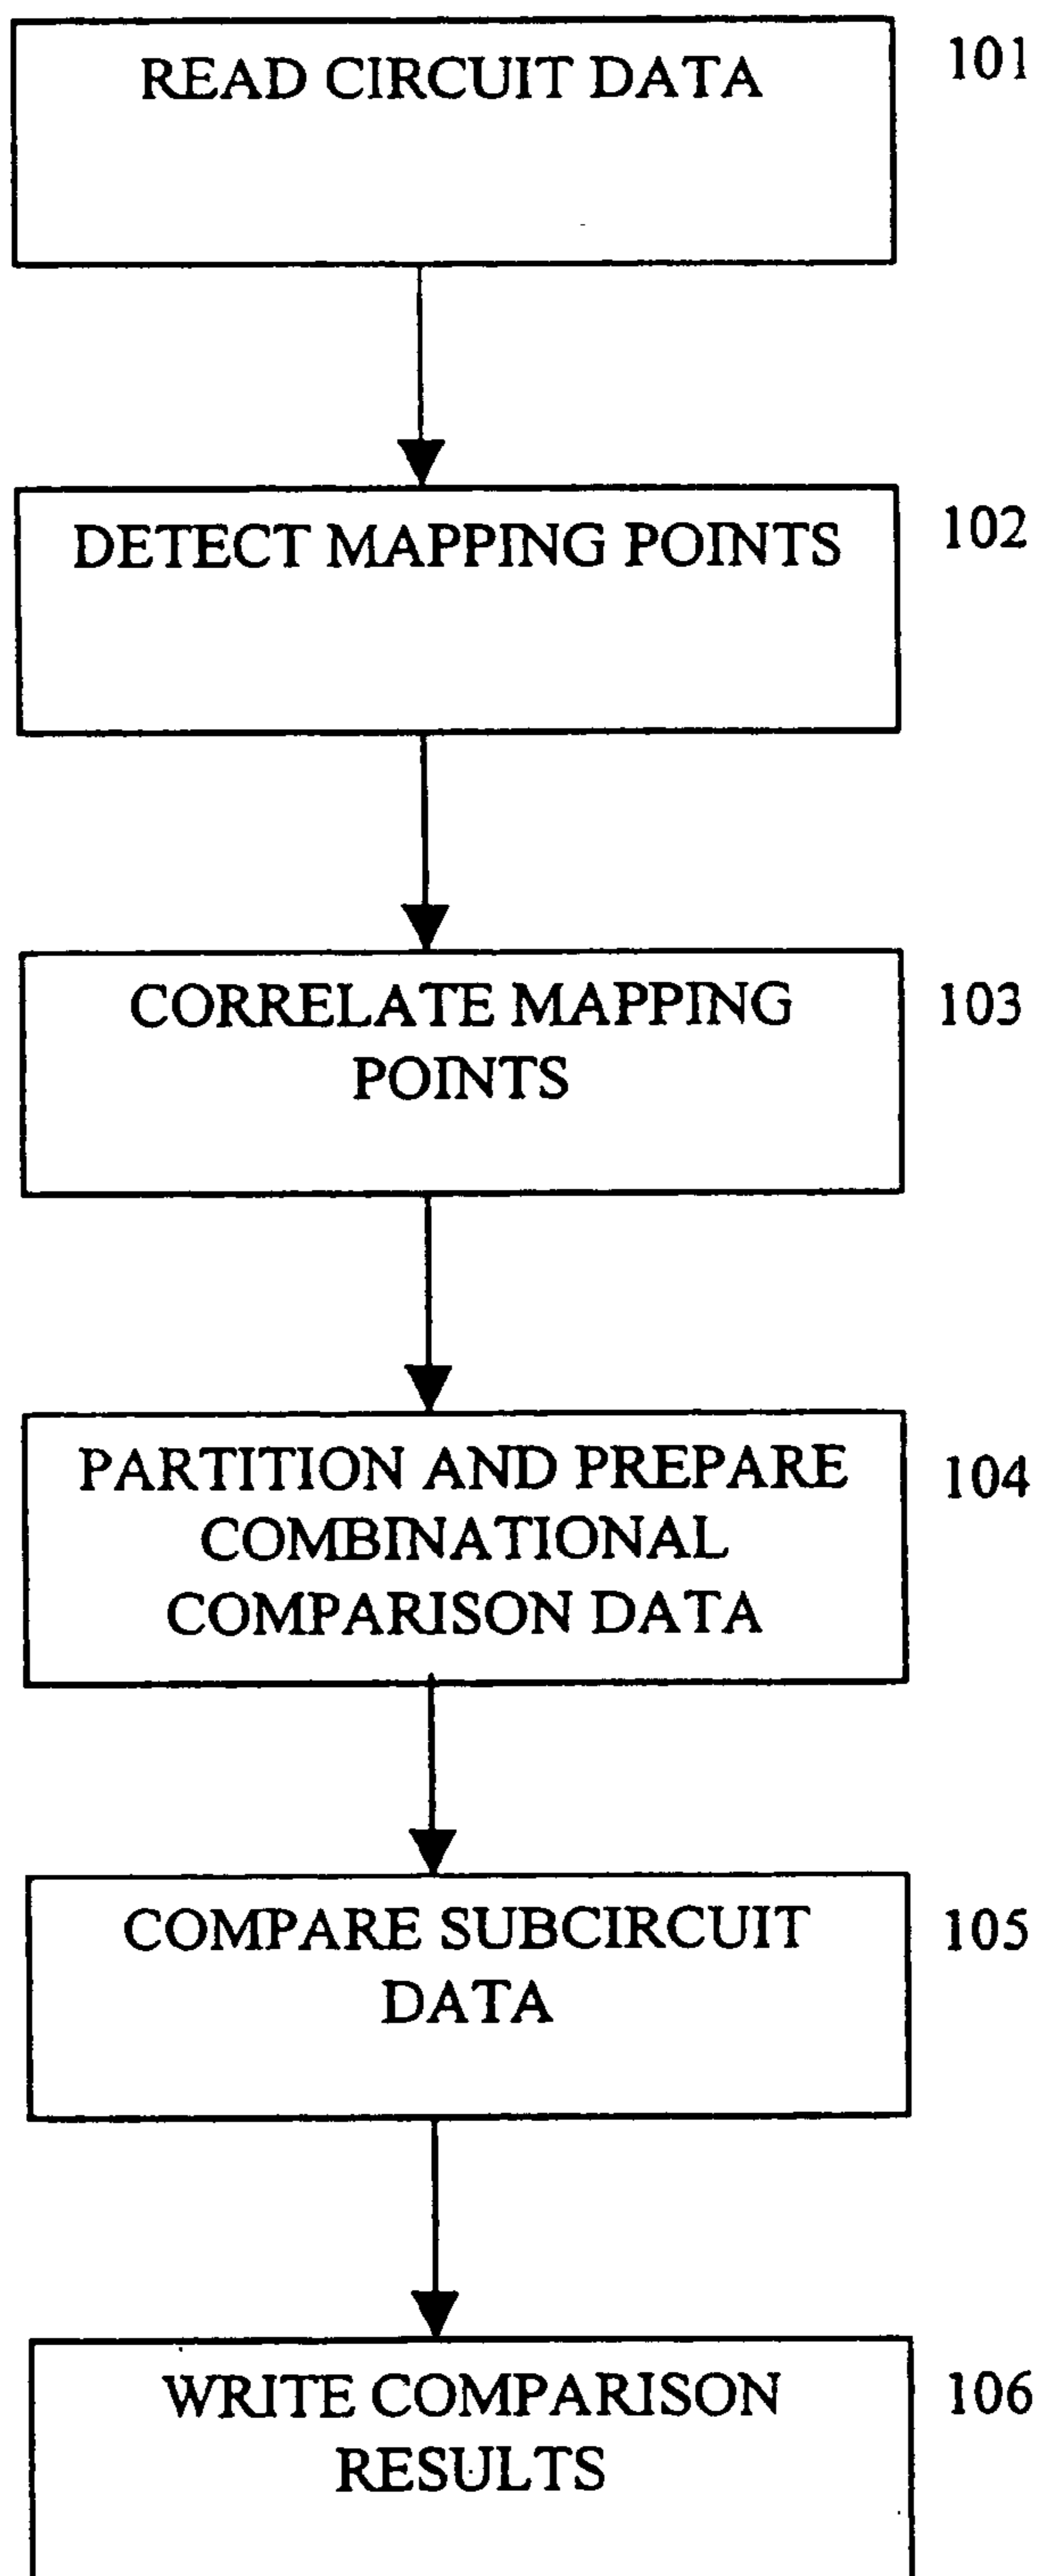 READ CIRCUIT DATA
101
DETECT MAPPING POINTS
102
CORRELATE MAPPING
POINTS
103
PARTITION AND PREPARE
COMBINATIONAL
COMPARISON DATA
104
COMPARE SUBCIRCUIT
DATA
105
WRITE COMPARISON
RESULTS
106